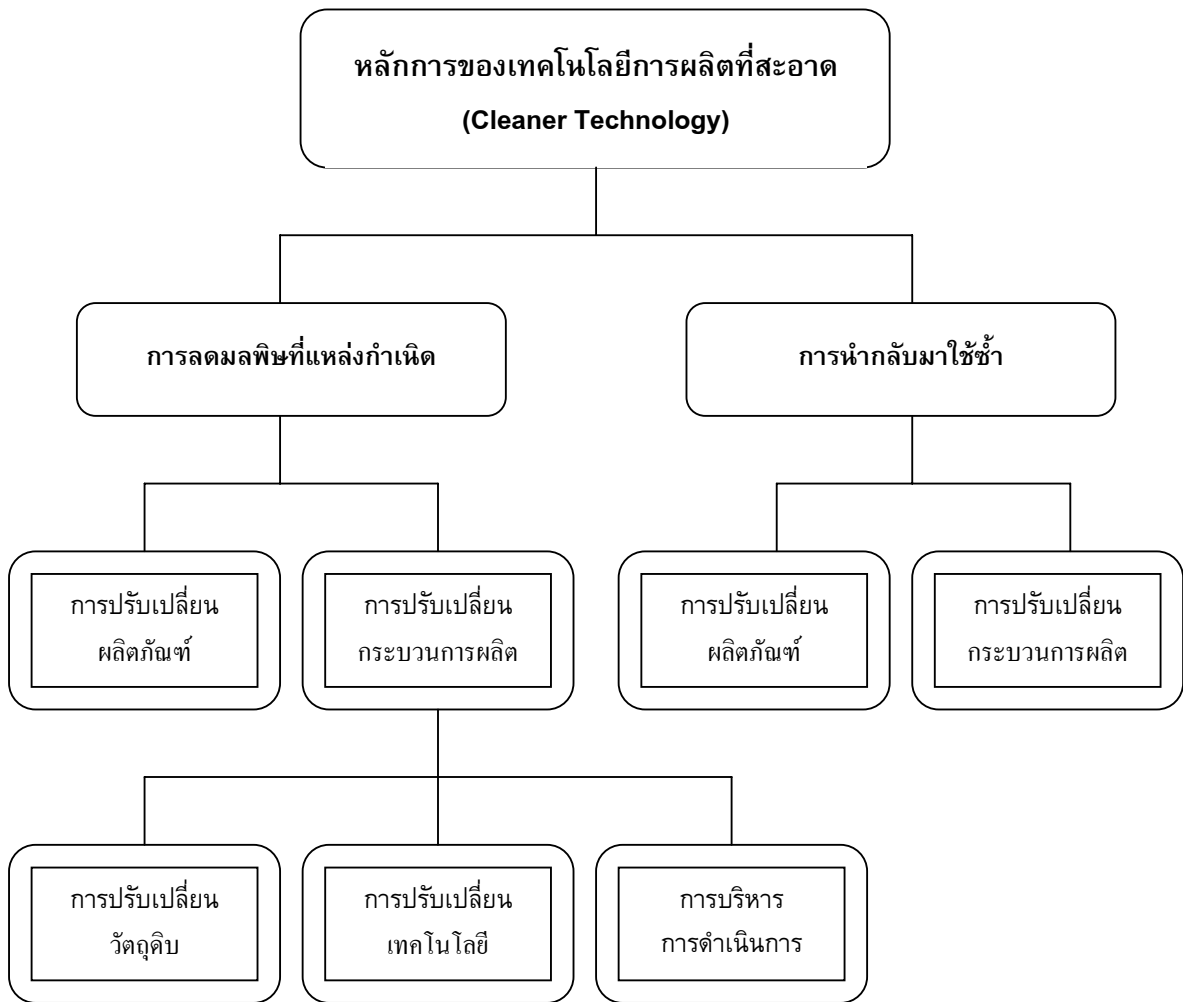 หลักการของเทคโนโลยีการผลิตที่สะอาด
(Cleaner Technology)
การลดมลพิษที่แหล่งกำเนิด
การนำกลับมาใช้ซ้ำ
การปรับเปลี่ยน
ผลิตภัณฑ์
การปรับเปลี่ยน
กระบวนการผลิต
การปรับเปลี่ยน
ผลิตภัณฑ์
การปรับเปลี่ยน
กระบวนการผลิต
การปรับเปลี่ยน
วัตถุดิบ
การปรับเปลี่ยน
เทคโนโลยี
การบริหาร
การดำเนินการ